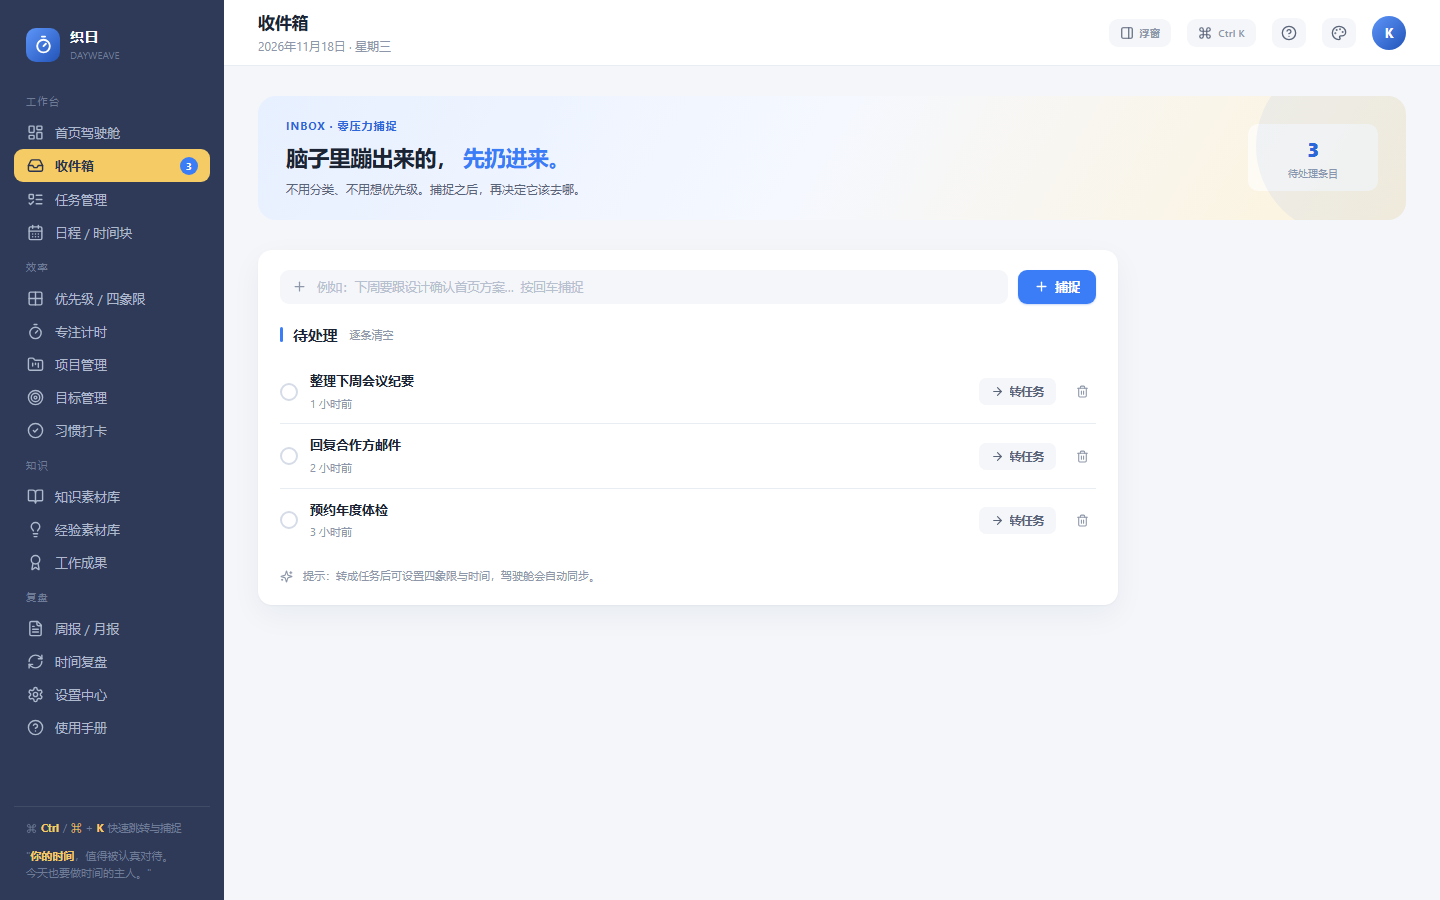 织日
DAYWEAVE
工作台
首页驾驶舱
收件箱 3
任务管理
日程 / 时间块
效率
优先级 / 四象限
专注计时
项目管理
目标管理
习惯打卡
知识
知识素材库
经验素材库
工作成果
复盘
周报 / 月报
时间复盘
设置中心
使用手册
⌘ Ctrl / ⌘ + K 快速跳转与捕捉
"你的时间，值得被认真对待。
今天也要做时间的主人。"
收件箱
2026年11月18日 · 星期三
浮窗
⌘ Ctrl K
K
INBOX · 零压力捕捉
脑子里蹦出来的，先扔进来。
不用分类、不用想优先级。捕捉之后，再决定它该去哪。
3
待处理条目
例如：下周要跟设计确认首页方案… 按回车捕捉
捕捉
待处理 逐条清空
整理下周会议纪要
1 小时前
转任务
回复合作方邮件
2 小时前
转任务
预约年度体检
3 小时前
转任务
提示：转成任务后可设置四象限与时间，驾驶舱会自动同步。